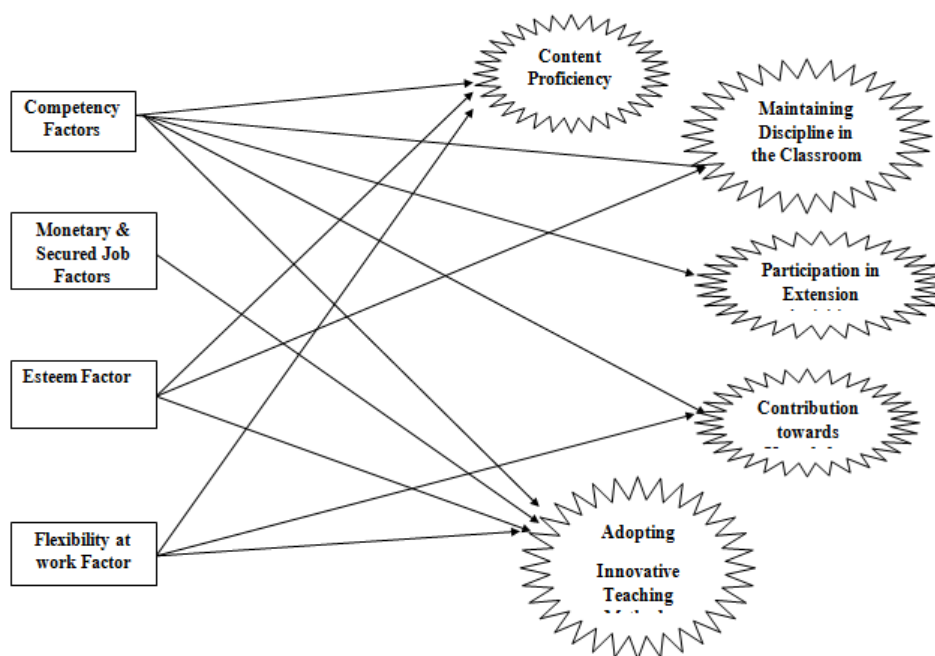 Competency
Factors
Monetary &
Secured Job
Factors
Esteem Factor
Flexibility at
work Factor
Content
Proficiency
Maintaining
Discipline in
the Classroom
Participation in
Extension
Contribution
towards
Adopting
Innovative
Teaching